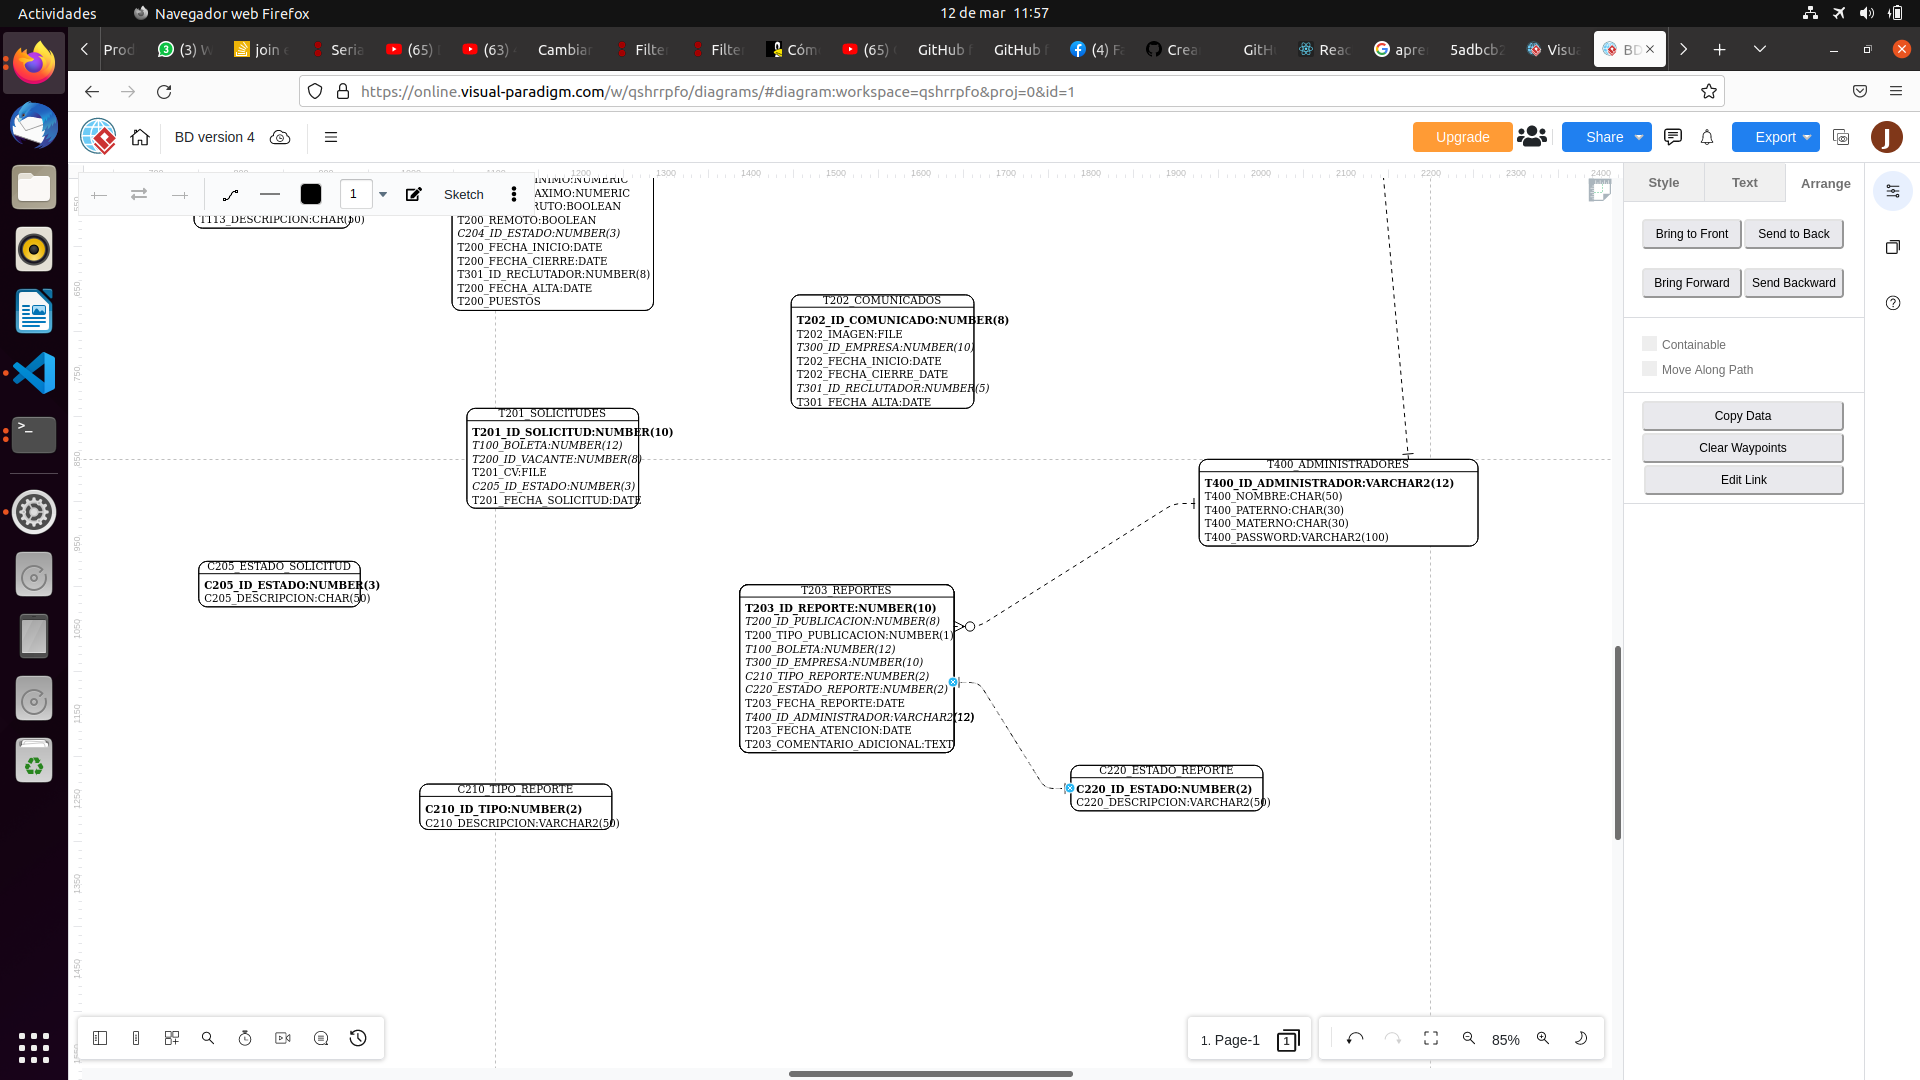 Actividades
Navegador web Firefox
12 de mar 11:57
Prod
(3) W
join e
Seria
(65)
(63)
Cambiar
Filter
Filter
Cómo
(65)
GitHub
GitHub
(4) Fa
Crea
GitH
Reac
apre
5adbcb2
Visua
BD
https://online.visual-paradigm.com/w/qshrrpfo/diagrams/#diagram:workspace=qshrrpfo&proj=0&id=1
BD version 4
Upgrade
Share
Export
J
1
Sketch
Style
Text
Arrange
Bring to Front
Send to Back
Bring Forward
Send Backward
Containable
Move Along Path
Copy Data
Clear Waypoints
Edit Link
T113_DESCRIPCION:CHAR(50)
AXIMO:NUMERIC
RUTO:BOOLEAN
T200_REMOTO:BOOLEAN
C204_ID_ESTADO:NUMBER(3)
T200_FECHA_INICIO:DATE
T200_FECHA_CIERRE:DATE
T301_ID_RECLUTADOR:NUMBER(8)
T200_FECHA_ALTA:DATE
T200_PUESTOS
T202_COMUNICADOS
T202_ID_COMUNICADO:NUMBER(8)
T202_IMAGEN:FILE
T300_ID_EMPRESA:NUMBER(10)
T202_FECHA_INICIO:DATE
T202_FECHA_CIERRE_DATE
T301_ID_RECLUTADOR:NUMBER(5)
T301_FECHA_ALTA:DATE
T201_SOLICITUDES
T201_ID_SOLICITUD:NUMBER(10)
T100_BOLETA:NUMBER(12)
T200_ID_VACANTE:NUMBER(8)
T201_CV:FILE
C205_ID_ESTADO:NUMBER(3)
T201_FECHA_SOLICITUD:DATE
T400_ADMINISTRADORES
T400_ID_ADMINISTRADOR:VARCHAR2(12)
T400_NOMBRE:CHAR(50)
T400_PATERNO:CHAR(30)
T400_MATERNO:CHAR(30)
T400_PASSWORD:VARCHAR2(100)
C205_ESTADO_SOLICITUD
C205_ID_ESTADO:NUMBER(3)
C205_DESCRIPCION:CHAR(50)
T203_REPORTES
T203_ID_REPORTE:NUMBER(10)
T200_ID_PUBLICACION:NUMBER(8)
T200_TIPO_PUBLICACION:NUMBER(1)
T100_BOLETA:NUMBER(12)
T300_ID_EMPRESA:NUMBER(10)
C210_TIPO_REPORTE:NUMBER(2)
C220_ESTADO_REPORTE:NUMBER(2)
T203_FECHA_REPORTE:DATE
T400_ID_ADMINISTRADOR:VARCHAR2(12)
T203_FECHA_ATENCION:DATE
T203_COMENTARIO_ADICIONAL:TEXT
C220_ESTADO_REPORTE
C220_ID_ESTADO:NUMBER(2)
C220_DESCRIPCION:VARCHAR2(50)
C210_TIPO_REPORTE
C210_ID_TIPO:NUMBER(2)
C210_DESCRIPCION:VARCHAR2(50)
1. Page-1
1
85%